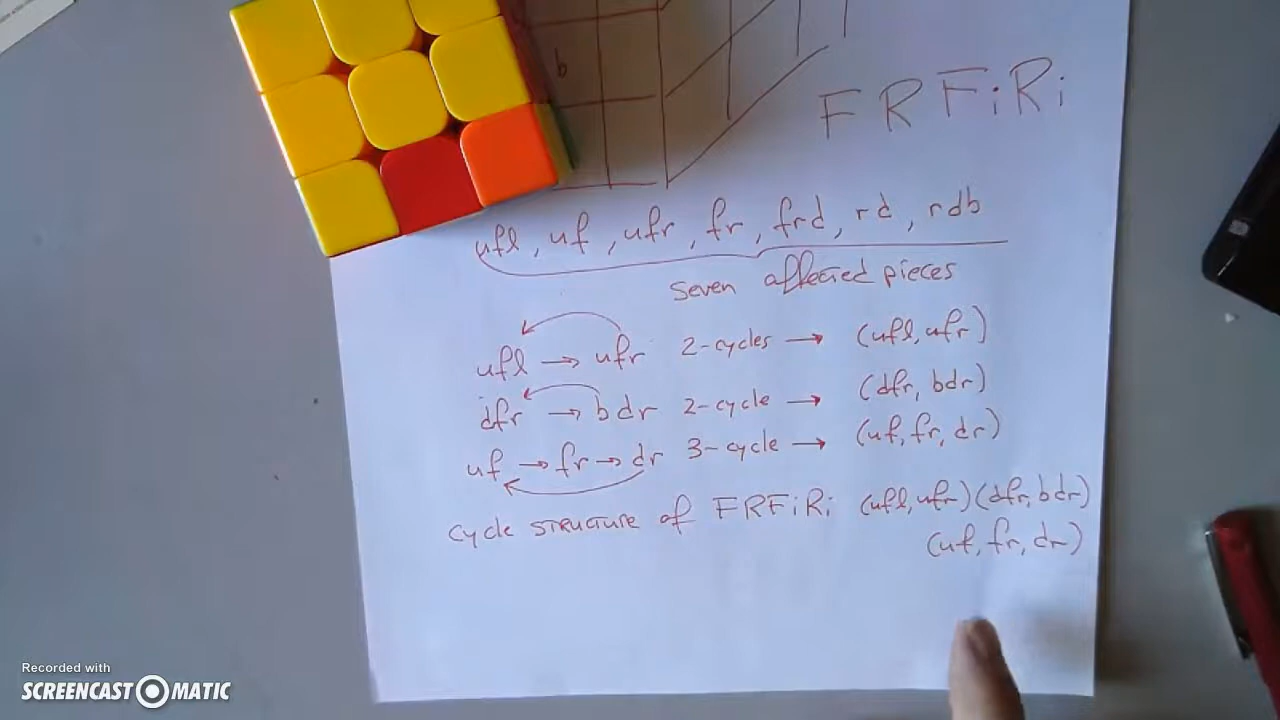 b
F R Fi Ri
ufl, uf, ufr, fr, frd, rd, rdb
seven affected pieces
ufl → ufr 2-cycles → (ufl, ufr)
dfr → bdr 2-cycle → (dfr, bdr)
uf → fr → dr 3-cycle → (uf, fr, dr)
cycle structure of FRFiRi (ufl, ufr)(dfr, bdr)
(uf, fr, dr)
Recorded with
SCREENCAST O MATIC